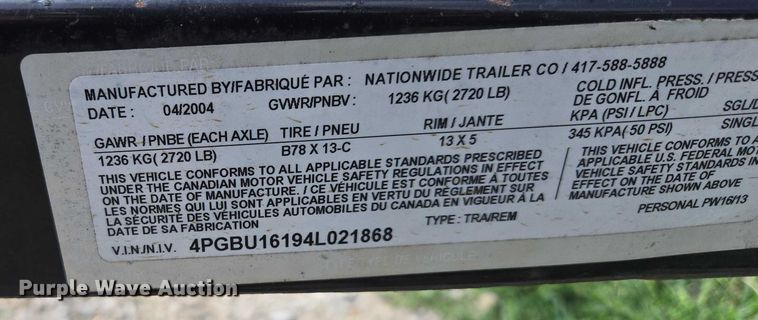 MANUFACTURED BY/FABRIQUÉ PAR : NATIONWIDE TRAILER CO / 417-588-5888
DATE : 04/2004 GVWR/PNBV : 1236 KG( 2720 LB) COLD INFL. PRESS./ PRESS
DE GONFL. À FROID
GAWR / PNBE (EACH AXLE) TIRE / PNEU RIM / JANTE KPA (PSI / LPC) SGL/D
1236 KG( 2720 LB) B78 X 13-C 13 X 5 345 KPA( 50 PSI) SINGL
THIS VEHICLE CONFORMS TO ALL APPLICABLE STANDARDS PRESCRIBED
UNDER THE CANADIAN MOTOR VEHICLE SAFETY REGULATIONS IN EFFECT
ON THE DATE OF MANUFACTURE. / CE VÉHICULE EST CONFORME À TOUTES
LES NORMES QUI LUI SONT APPLICABLES EN VERTU DU RÈGLEMENT SUR
LA SÉCURITÉ DES VÉHICULES AUTOMOBILES DU CANADA EN VIGUEUR À LA
DATE DE SA FABRICATION.
THIS VEHICLE CONFORMS TO A
APPLICABLE U.S. FEDERAL MOT
VEHICLE SAFETY STANDARDS IN
EFFECT ON THE DATE OF
MANUFACTURE SHOWN ABOVE
V.I.N./N.I.V. 4PGBU16194L021868 TYPE : TRA/REM PERSONAL PW16/13
TYPE DE VÉHICULE
Purple Wave Auction